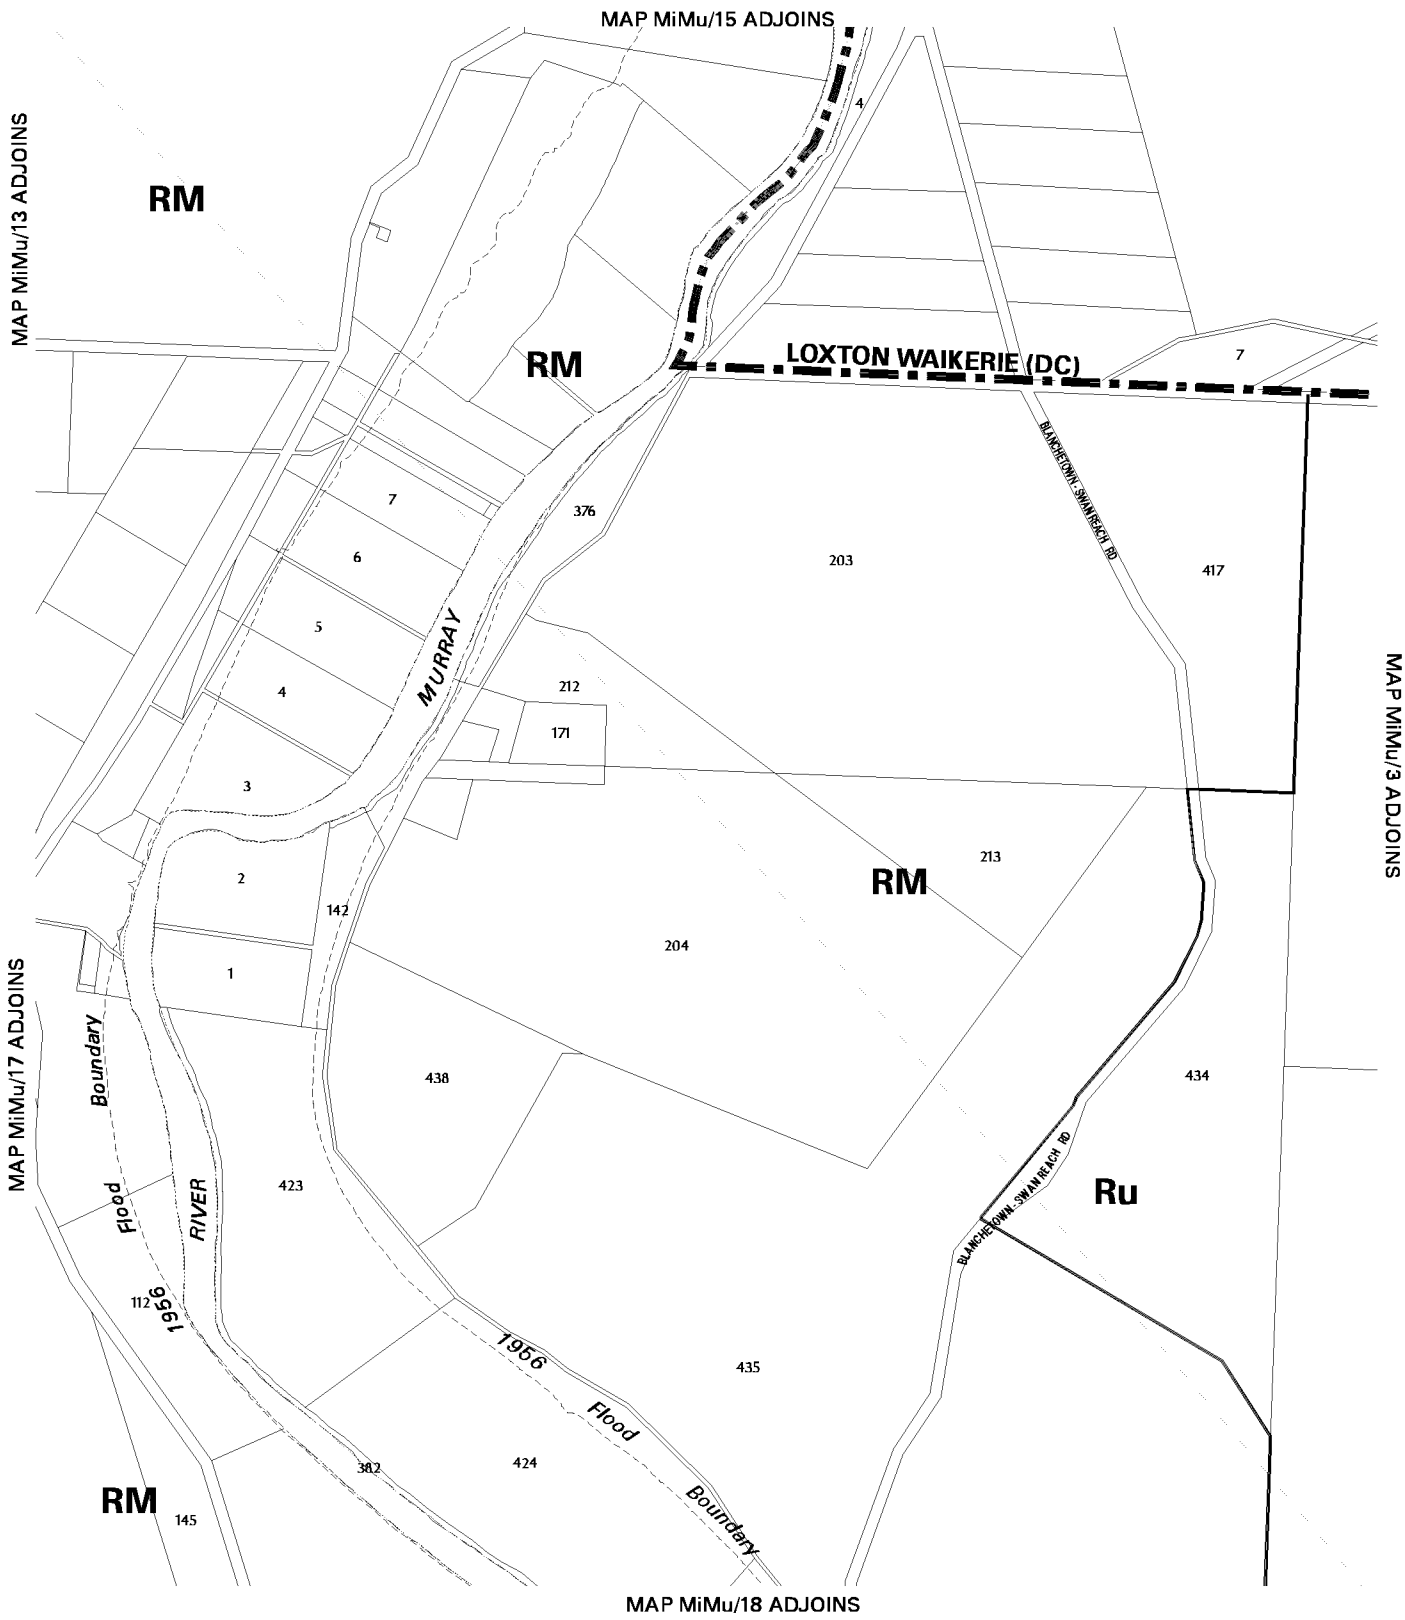 MAP MiMu/15 ADJOINS
4
MAP MiMu/13 ADJOINS
RM
RM
LOXTON WAIKERIE (DC)
7
BLANCHETOWN - SWAN REACH RD
7
376
6
203
417
5
MURRAY
4
212
171
MAP MiMu/3 ADJOINS
3
213
RM
2
142
204
1
MAP MiMu/17 ADJOINS
Boundary
438
434
BLANCHETOWN - SWAN REACH RD
423
Ru
Flood
RIVER
112
1956
1956
435
Flood
424
382
RM
145
Boundary
MAP MiMu/18 ADJOINS